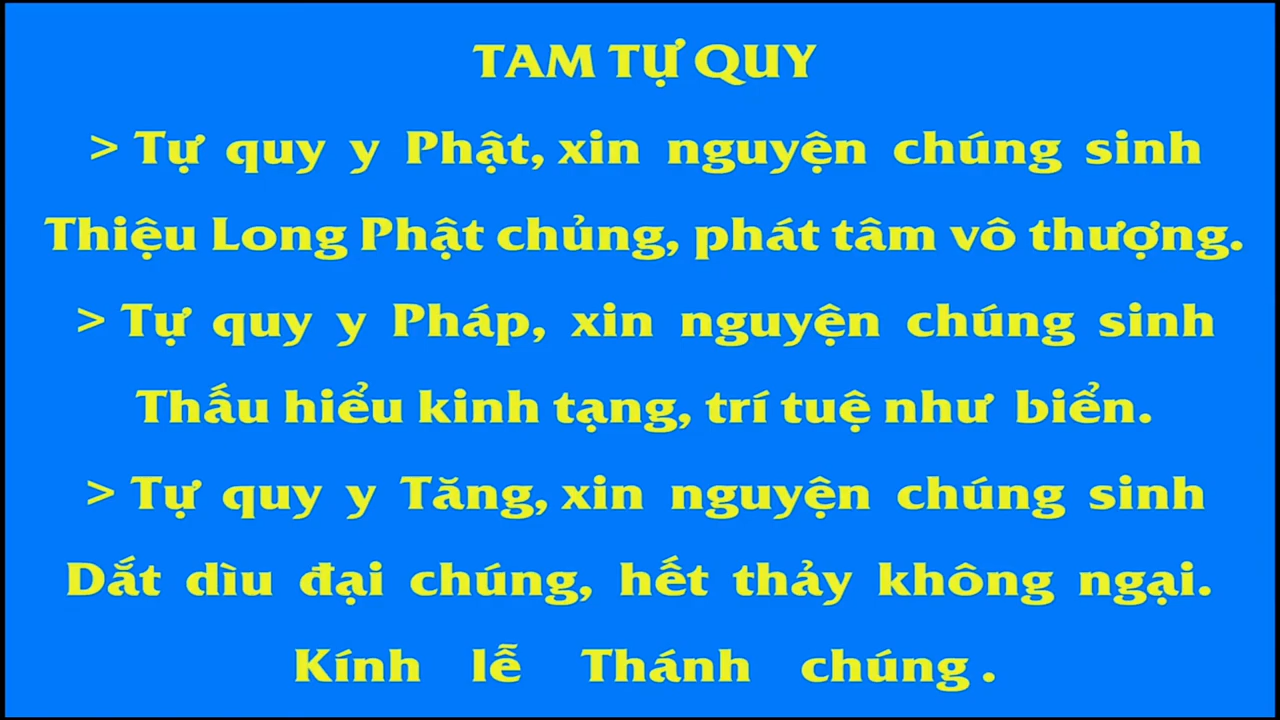 TAM TỰ QUY
> Tự quy y Phật, xin nguyện chúng sinh
Thiệu Long Phật chủng, phát tâm vô thượng.
> Tự quy y Pháp, xin nguyện chúng sinh
Thấu hiểu kinh tạng, trí tuệ như biển.
> Tự quy y Tăng, xin nguyện chúng sinh
Dắt dìu đại chúng, hết thảy không ngại.
Kính lễ Thánh chúng .